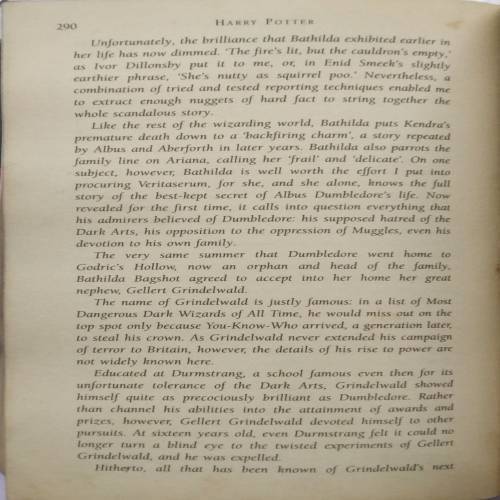 290 HARRY POTTER
Unfortunately, the brilliance that Bathilda exhibited earlier in
her life has now dimmed. 'The fire's lit, but the cauldron's empty,'
as Ivor Dillonsby put it to me, or, in Enid Smeek's slightly
earthier phrase, 'She's nutty as squirrel poo.' Nevertheless, a
combination of tried and tested reporting techniques enabled me
to extract enough nuggets of hard fact to string together the
whole scandalous story.
Like the rest of the wizarding world, Bathilda puts Kendra's
premature death down to a 'backfiring charm', a story repeated
by Albus and Aberforth in later years. Bathilda also parrots the
family line on Ariana, calling her 'frail' and 'delicate'. On one
subject, however, Bathilda is well worth the effort I put into
procuring Veritaserum, for she, and she alone, knows the full
story of the best-kept secret of Albus Dumbledore's life. Now
revealed for the first time, it calls into question everything that
his admirers believed of Dumbledore: his supposed hatred of the
Dark Arts, his opposition to the oppression of Muggles, even his
devotion to his own family.
The very same summer that Dumbledore went home to
Godric's Hollow, now an orphan and head of the family,
Bathilda Bagshot agreed to accept into her home her great
nephew, Gellert Grindelwald.
The name of Grindelwald is justly famous: in a list of Most
Dangerous Dark Wizards of All Time, he would miss out on the
top spot only because You-Know-Who arrived, a generation later,
to steal his crown. As Grindelwald never extended his campaign
of terror to Britain, however, the details of his rise to power are
not widely known here.
Educated at Durmstrang, a school famous even then for its
unfortunate tolerance of the Dark Arts, Grindelwald showed
himself quite as precociously brilliant as Dumbledore. Rather
than channel his abilities into the attainment of awards and
prizes, however, Gellert Grindelwald devoted himself to other
pursuits. At sixteen years old, even Durmstrang felt it could no
longer turn a blind eye to the twisted experiments of Gellert
Grindelwald, and he was expelled.
Hitherto, all that has been known of Grindelwald's next